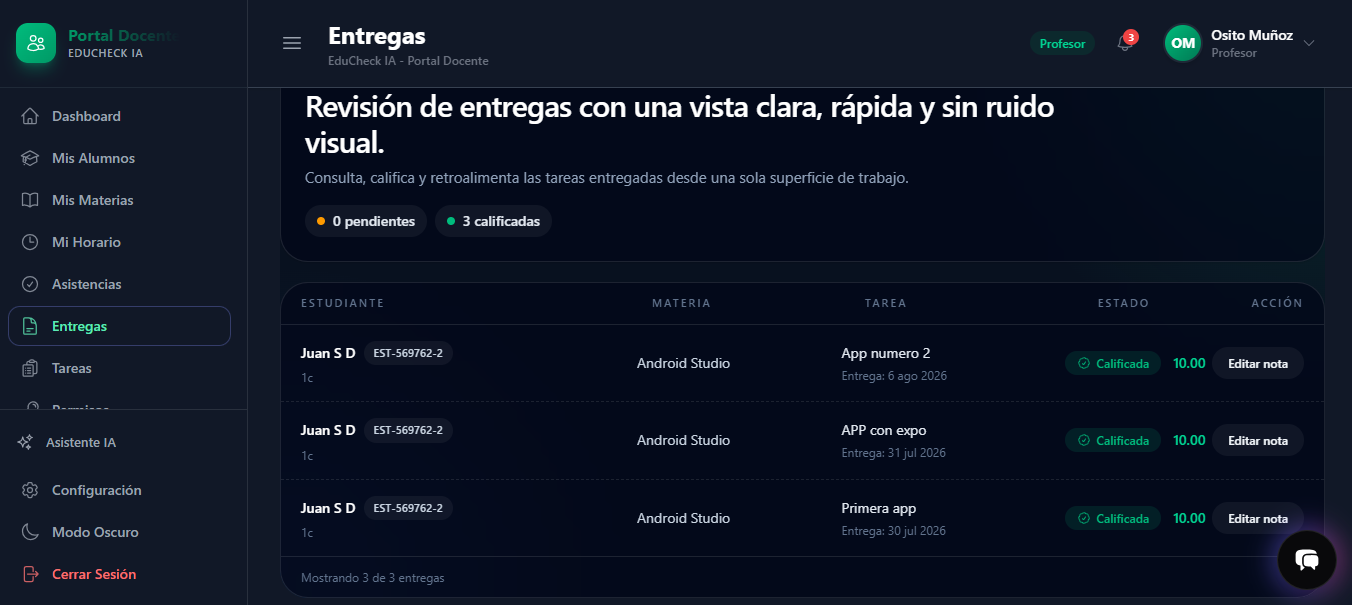 Portal Docente
EDUCHECK IA
Dashboard
Mis Alumnos
Mis Materias
Mi Horario
Asistencias
Entregas
Tareas
Permisos
Asistente IA
Configuración
Modo Oscuro
Cerrar Sesión
Entregas
EduCheck IA - Portal Docente
Profesor
3
OM
Osito Muñoz
Profesor
Revisión de entregas con una vista clara, rápida y sin ruido
visual.
Consulta, califica y retroalimenta las tareas entregadas desde una sola superficie de trabajo.
0 pendientes
3 calificadas
ESTUDIANTE MATERIA TAREA ESTADO ACCIÓN
Juan S D EST-569762-2
1c
Android Studio
App numero 2
Entrega: 6 ago 2026
Calificada 10.00 Editar nota
Juan S D EST-569762-2
1c
Android Studio
APP con expo
Entrega: 31 jul 2026
Calificada 10.00 Editar nota
Juan S D EST-569762-2
1c
Android Studio
Primera app
Entrega: 30 jul 2026
Calificada 10.00 Editar nota
Mostrando 3 de 3 entregas